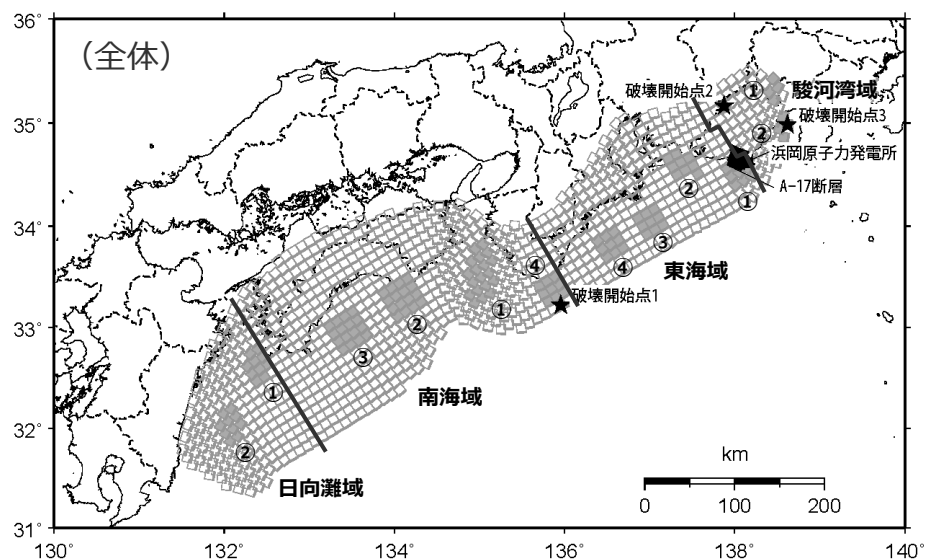 36°
35°
34°
33°
32°
31°
130°
132°
134°
136°
138°
140°
(全体)
破壊開始点2
①
駿河湾域
破壊開始点3
②
浜岡原子力発電所
A-17断層
①
②
③
④
東海域
④
破壊開始点1
①
②
③
南海域
①
②
日向灘域
km
0
100
200